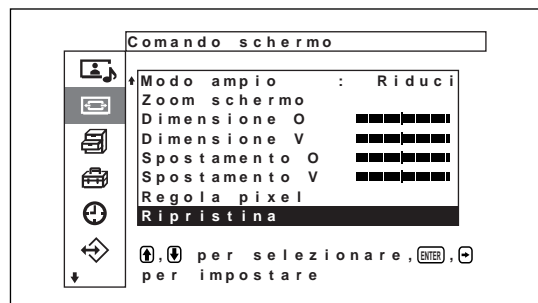 Comando schermo
Modo ampio : Riduci
Zoom schermo
Dimensione O
Dimensione V
Spostamento O
Spostamento V
Regola pixel
Ripristina
, per selezionare, ENTER ,
per impostare